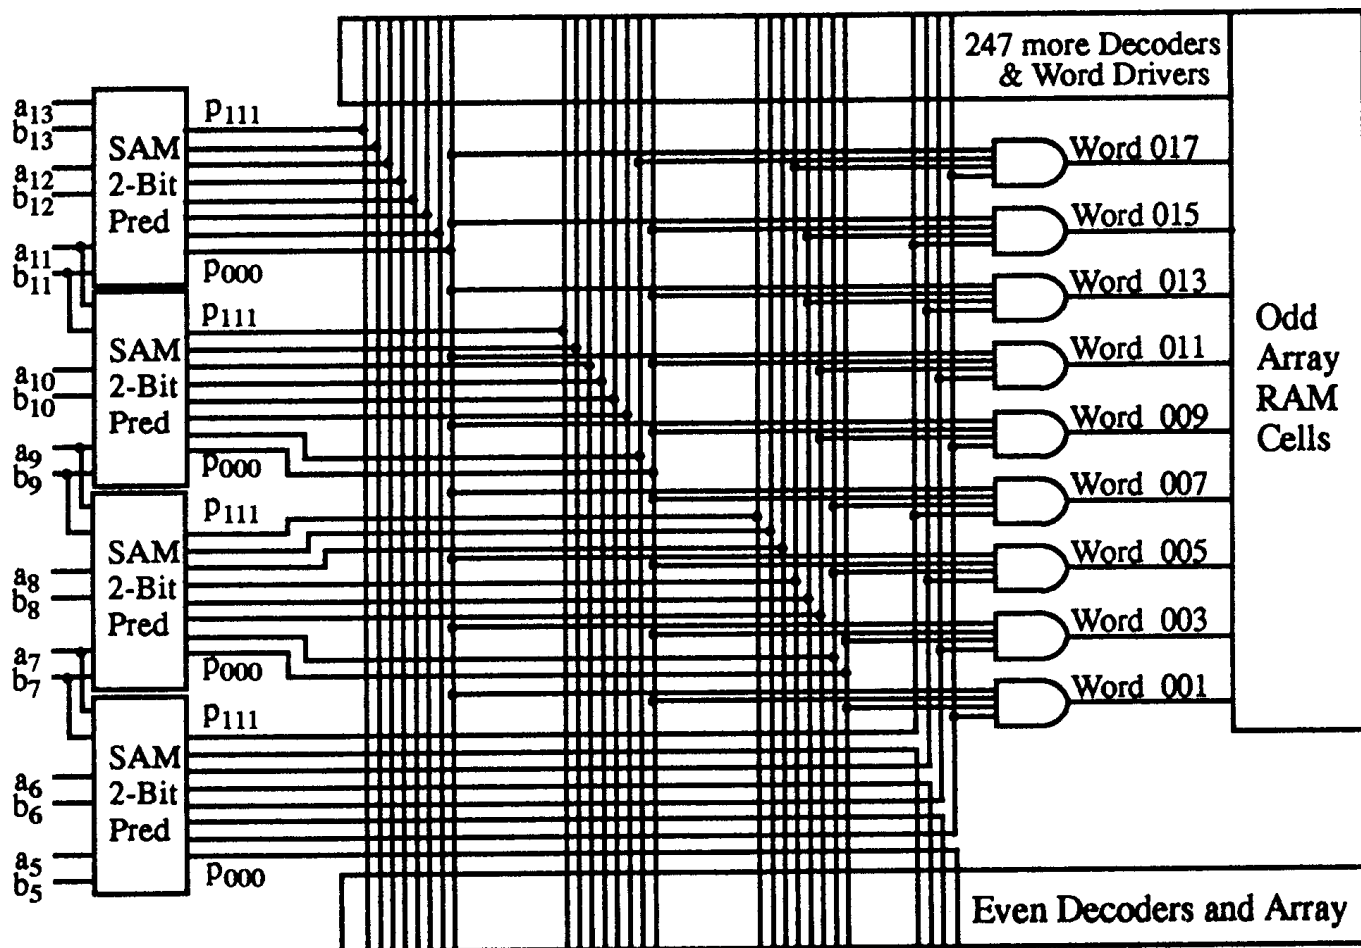 247 more Decoders
& Word Drivers
a13
b13
a12
b12
a11
b11
SAM
2-Bit
Pred
p111
p000
a10
b10
a9
b9
SAM
2-Bit
Pred
p111
p000
a8
b8
a7
b7
SAM
2-Bit
Pred
p111
p000
a6
b6
a5
b5
SAM
2-Bit
Pred
p111
p000
Word 017
Word 015
Word 013
Word 011
Word 009
Word 007
Word 005
Word 003
Word 001
Odd
Array
RAM
Cells
Even Decoders and Array